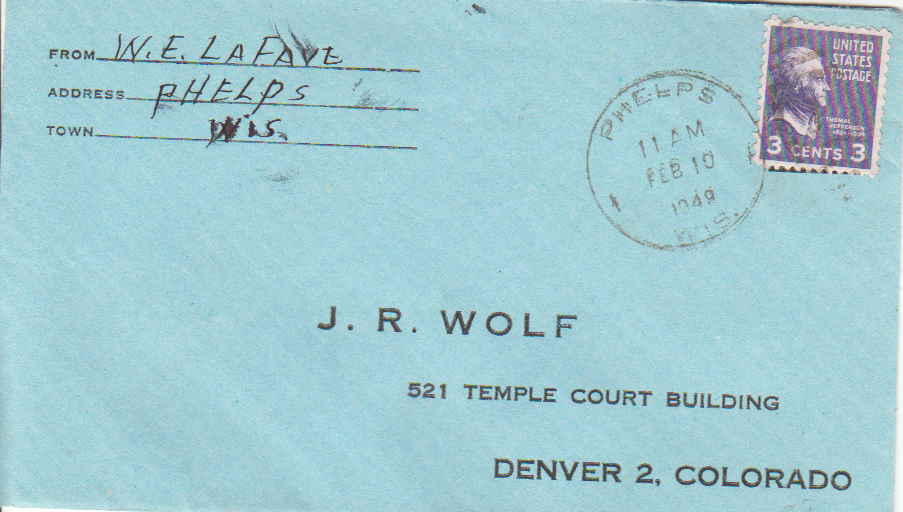 FROM W. E. LAFAVE
ADDRESS PHELPS
TOWN Wis.
PHELPS
11 AM
FEB 10
1949
WIS.
UNITED
STATES
POSTAGE
THOMAS
JEFFERSON
3 CENTS 3
J. R. WOLF
521 TEMPLE COURT BUILDING
DENVER 2, COLORADO